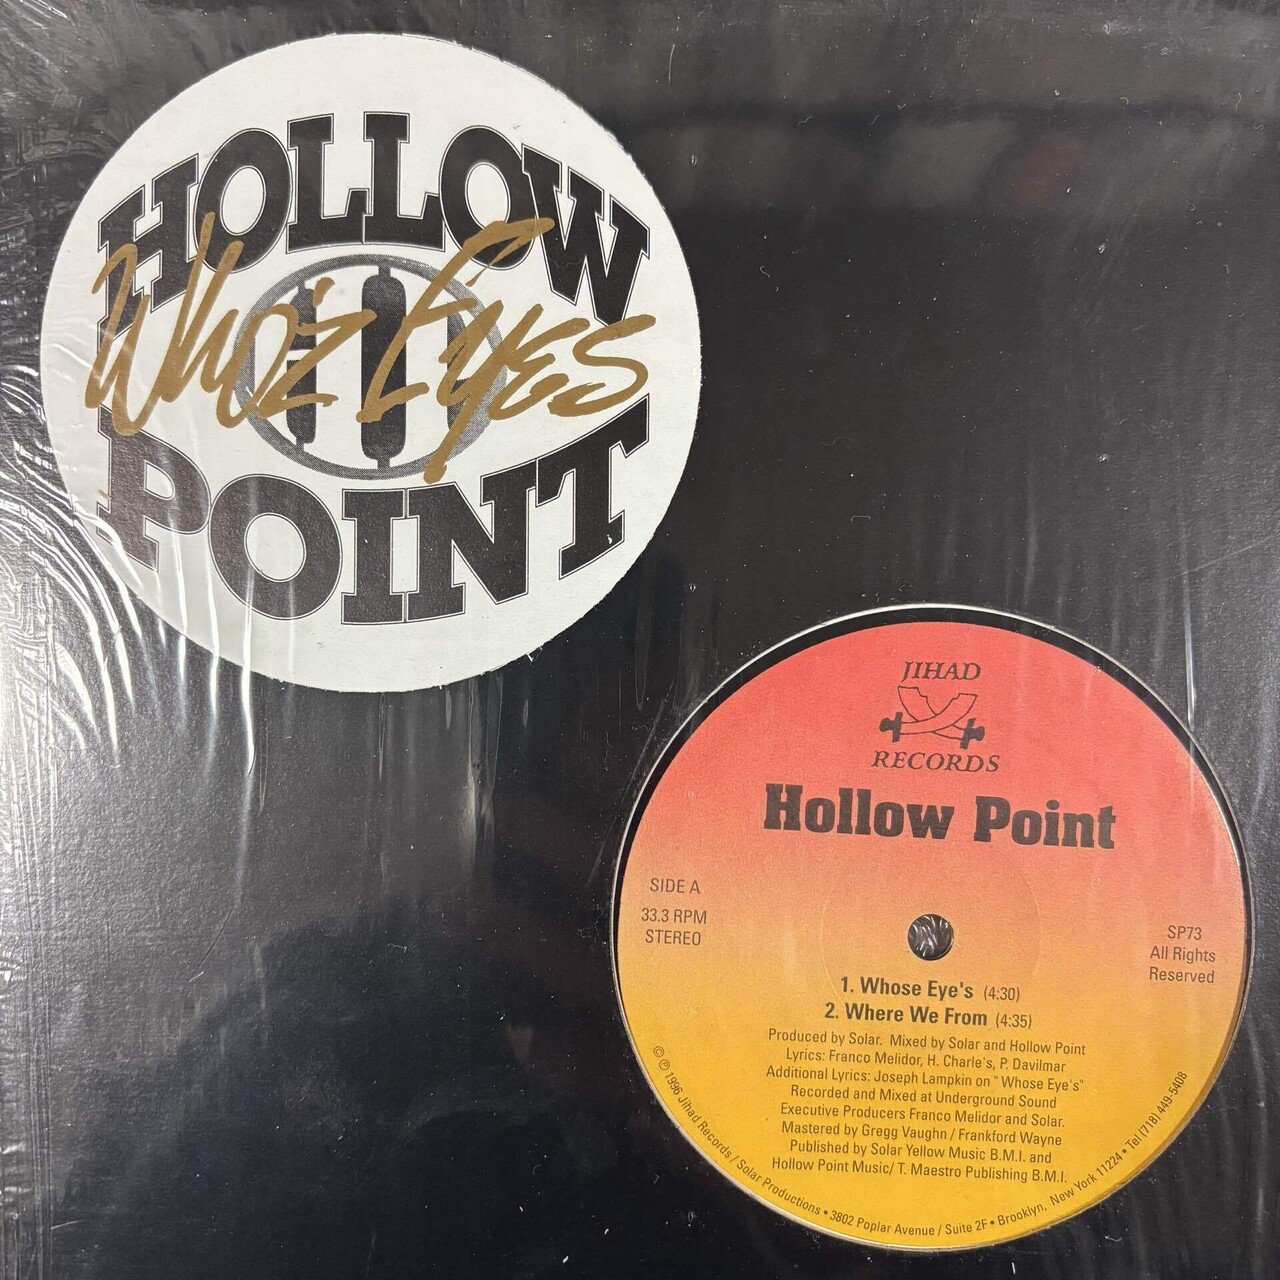 HOLLOW
Who'z Eyes
POINT
JIHAD
RECORDS
Hollow Point
SIDE A
33.3 RPM
STEREO
SP73
All Rights
Reserved
1. Whose Eye's (4:30)
2. Where We From (4:35)
Produced by Solar. Mixed by Solar and Hollow Point
Lyrics: Franco Melidor, H. Charle's, P. Davilmar
Additional Lyrics: Joseph Lampkin on "Whose Eye's"
Recorded and Mixed at Underground Sound
Executive Producers Franco Melidor and Solar.
Mastered by Gregg Vaughn / Frankford Wayne
Published by Solar Yellow Music B.M.I. and
Hollow Point Music/ T. Maestro Publishing B.M.I.
© ℗ 1996 Jihad Records / Solar Productions • 3802 Poplar Avenue / Suite 2F • Brooklyn, New York 11224 • Tel (718) 449-5408